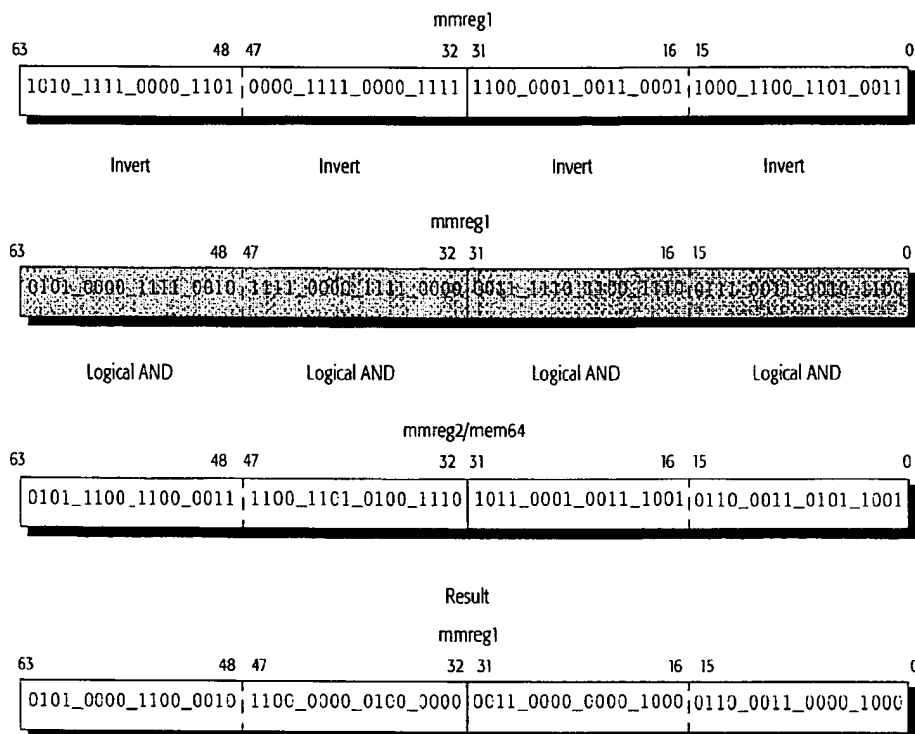 mmreg1
63 48 47 32 31 16 15 0
1010_1111_0000_1101 0000_1111_0000_1111 1100_0001_0011_0001 1000_1100_1101_0011
Invert Invert Invert Invert
mmreg1
63 48 47 32 31 16 15 0
0101_0000_1111_0010 1111_0000_1111_0000 0011_1110_1100_1110 0111_0011_0010_1100
Logical AND Logical AND Logical AND Logical AND
mmreg2/mem64
63 48 47 32 31 16 15 0
0101_1100_1100_0011 1100_1101_0100_1110 1011_0001_0011_1001 0110_0011_0101_1001
Result
mmreg1
63 48 47 32 31 16 15 0
0101_0000_1100_0010 1100_0000_0100_0000 0011_0000_0000_1000 0110_0011_0000_1000